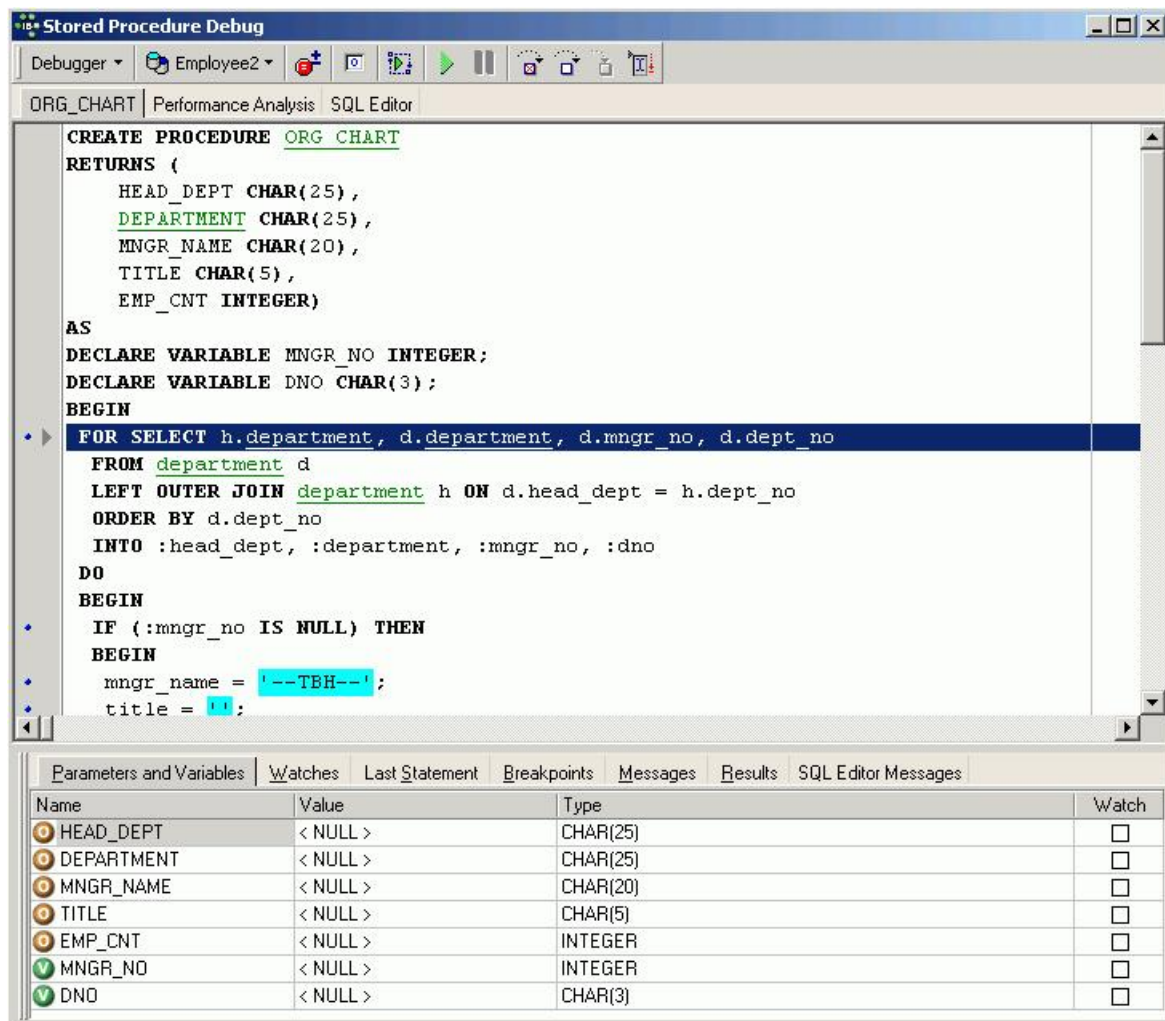 Stored Procedure Debug
Debugger Employee2
ORG_CHART Performance Analysis SQL Editor
CREATE PROCEDURE ORG_CHART
RETURNS (
HEAD_DEPT CHAR(25),
DEPARTMENT CHAR(25),
MNGR_NAME CHAR(20),
TITLE CHAR(5),
EMP_CNT INTEGER)
AS
DECLARE VARIABLE MNGR_NO INTEGER;
DECLARE VARIABLE DNO CHAR(3);
BEGIN
FOR SELECT h.department, d.department, d.mngr_no, d.dept_no
FROM department d
LEFT OUTER JOIN department h ON d.head_dept = h.dept_no
ORDER BY d.dept_no
INTO :head_dept, :department, :mngr_no, :dno
DO
BEGIN
IF (:mngr_no IS NULL) THEN
BEGIN
mngr_name = '--TBH--';
title = '';
Parameters and Variables Watches Last Statement Breakpoints Messages Results SQL Editor Messages
Name Value Type Watch
HEAD_DEPT < NULL > CHAR(25)
DEPARTMENT < NULL > CHAR(25)
MNGR_NAME < NULL > CHAR(20)
TITLE < NULL > CHAR(5)
EMP_CNT < NULL > INTEGER
MNGR_NO < NULL > INTEGER
DNO < NULL > CHAR(3)